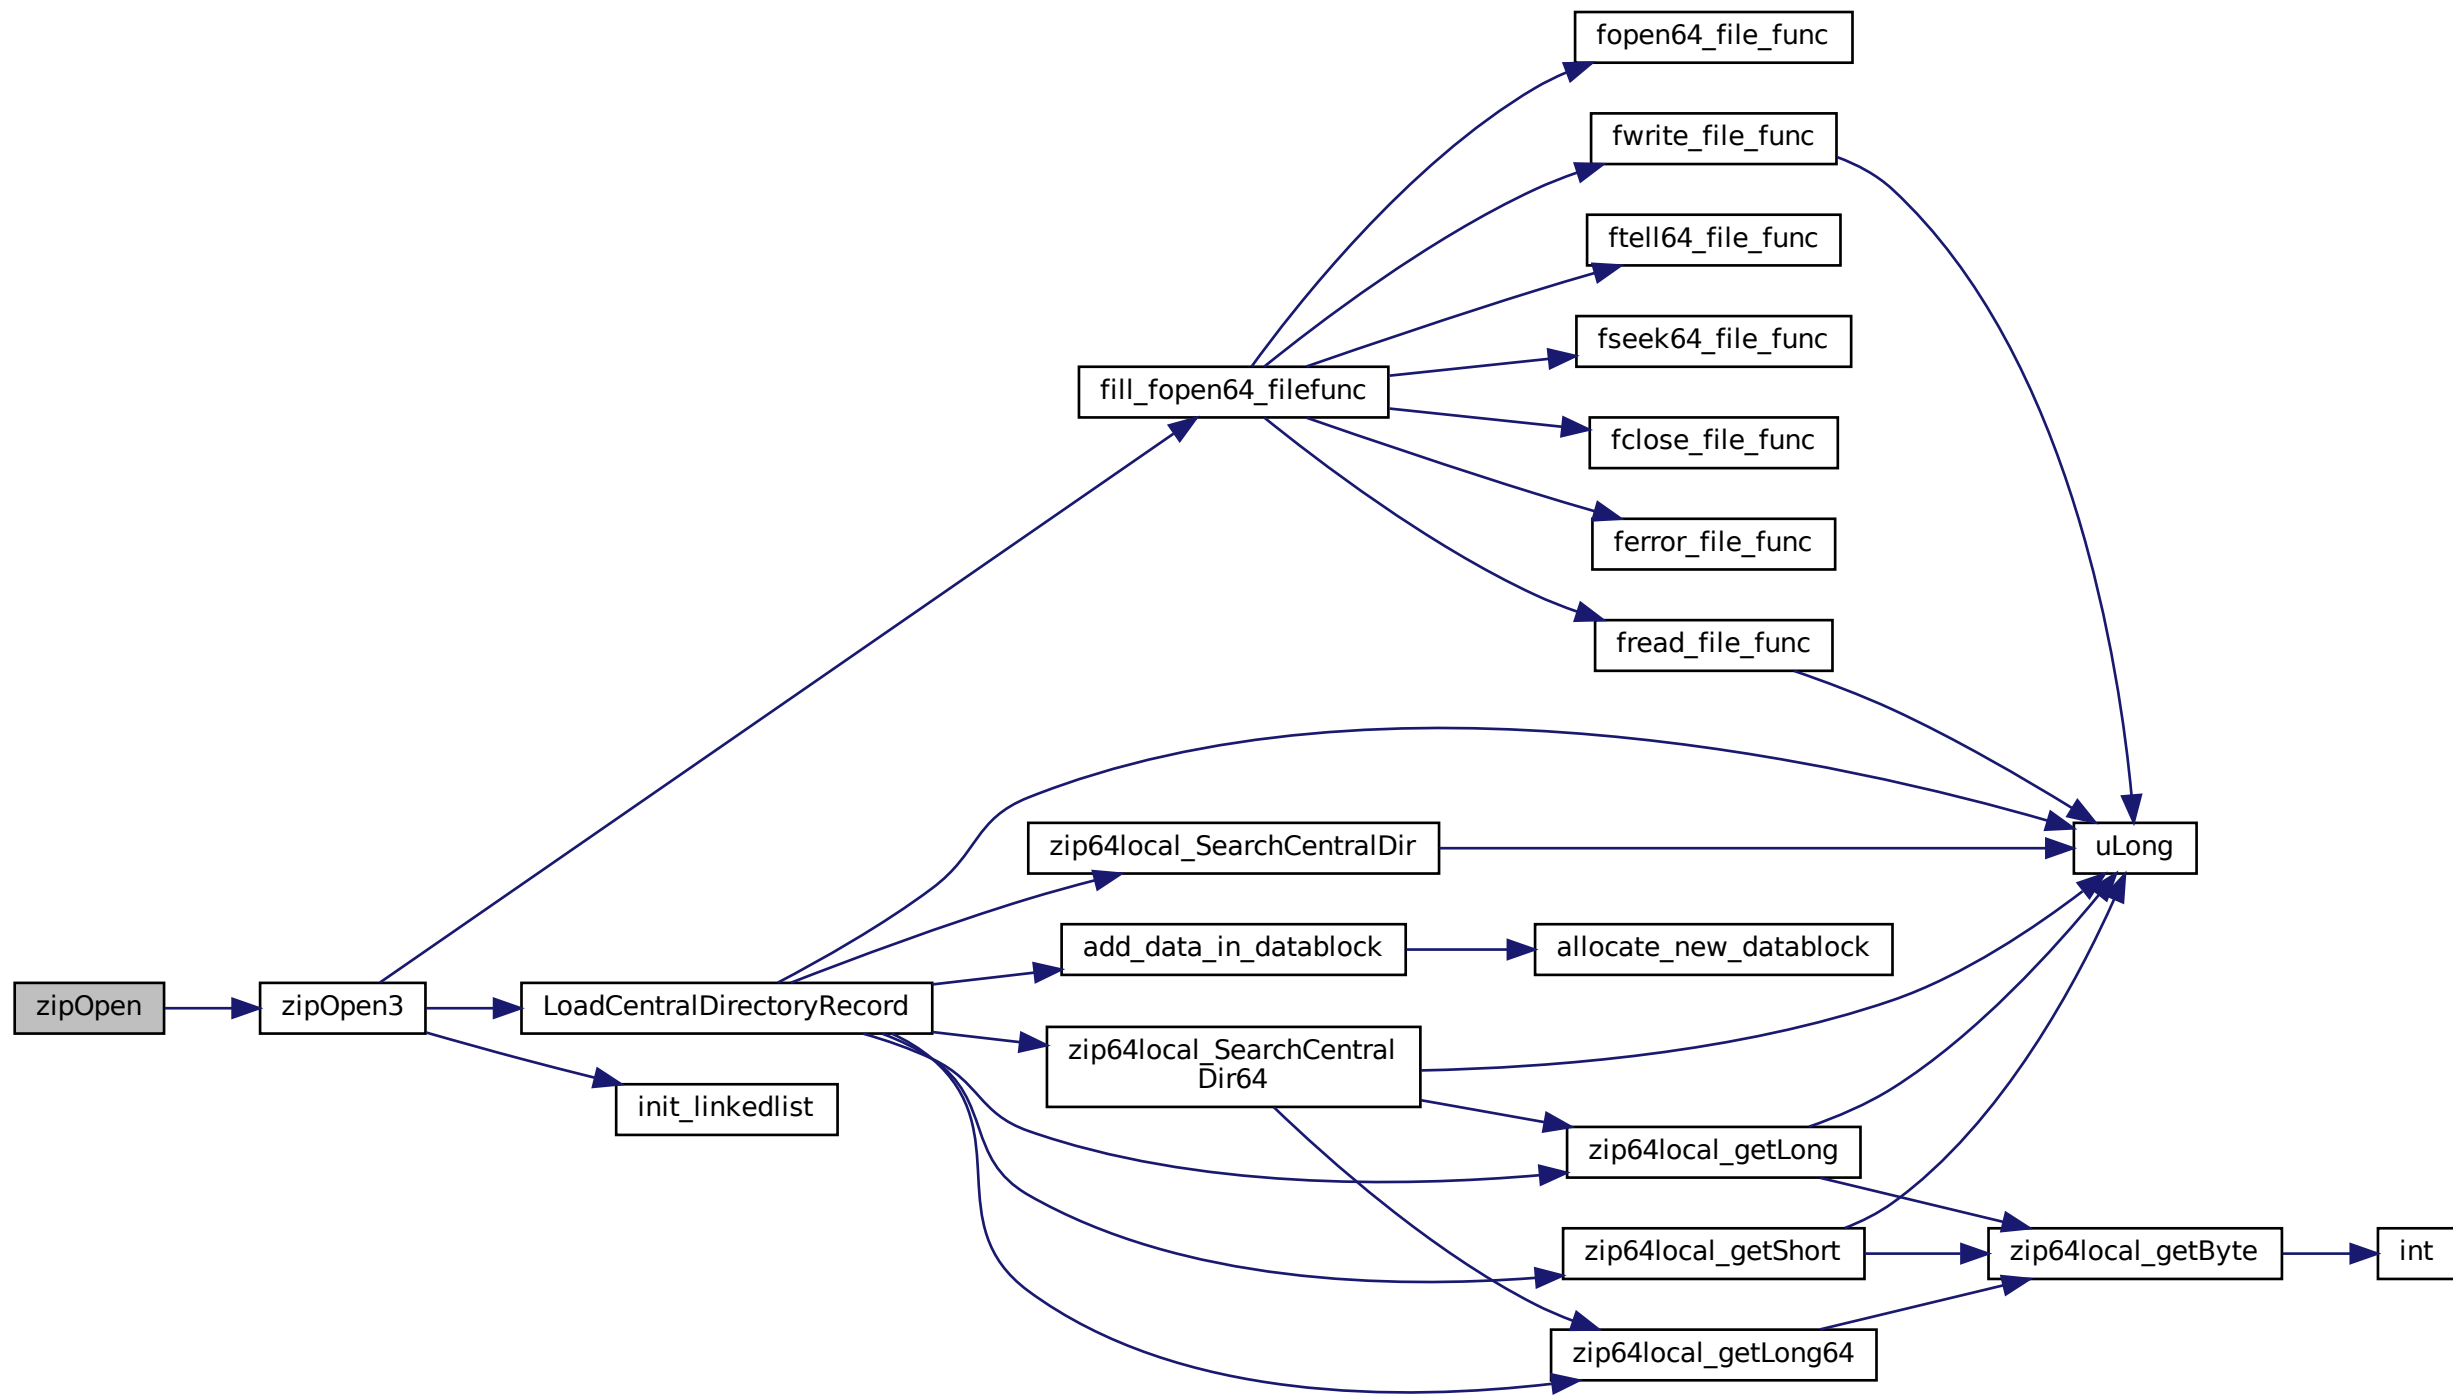 fopen64_file_func
fwrite_file_func
ftell64_file_func
fseek64_file_func
fill_fopen64_filefunc
fclose_file_func
ferror_file_func
fread_file_func
zip64local_SearchCentralDir
uLong
add_data_in_datablock
allocate_new_datablock
zipOpen
zipOpen3
LoadCentralDirectoryRecord
zip64local_SearchCentral
Dir64
init_linkedlist
zip64local_getLong
zip64local_getShort
zip64local_getByte
int
zip64local_getLong64